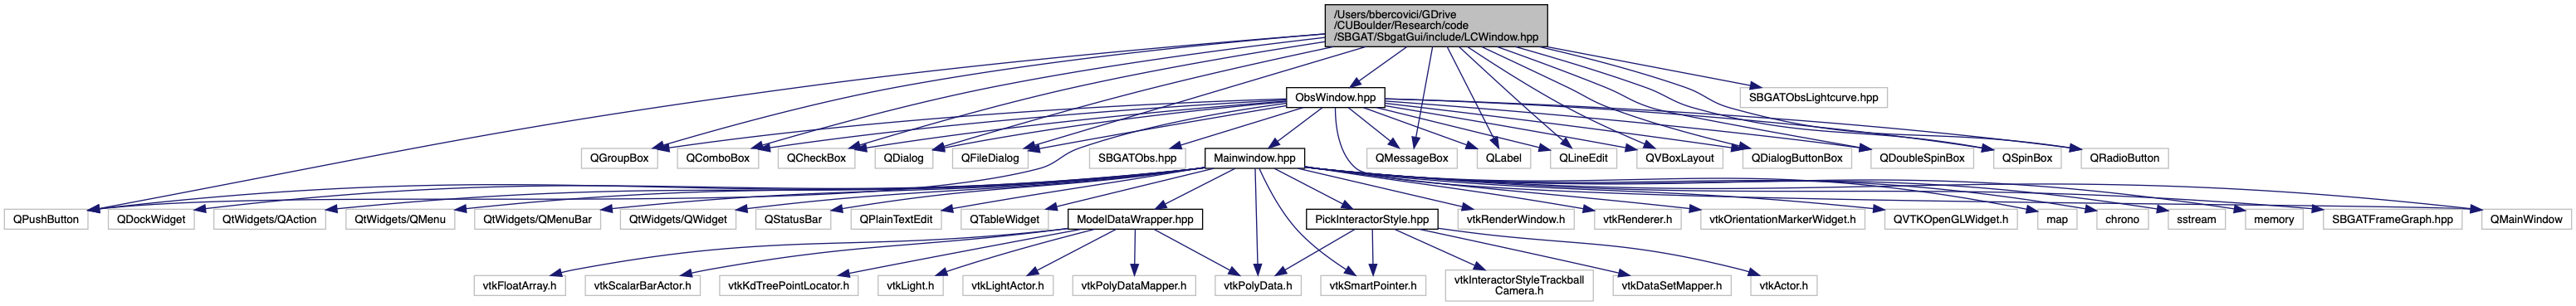 /Users/bbercovici/GDrive
/CUBoulder/Research/code
/SBGAT/SbgatGui/include/LCWindow.hpp
ObsWindow.hpp
SBGATObsLightcurve.hpp
QGroupBox
QComboBox
QCheckBox
QDialog
QFileDialog
SBGATObs.hpp
Mainwindow.hpp
QMessageBox
QLabel
QLineEdit
QVBoxLayout
QDialogButtonBox
QDoubleSpinBox
QSpinBox
QRadioButton
QPushButton
QDockWidget
QtWidgets/QAction
QtWidgets/QMenu
QtWidgets/QMenuBar
QtWidgets/QWidget
QStatusBar
QPlainTextEdit
QTableWidget
ModelDataWrapper.hpp
PickInteractorStyle.hpp
vtkRenderWindow.h
vtkRenderer.h
vtkOrientationMarkerWidget.h
QVTKOpenGLWidget.h
map
chrono
sstream
memory
SBGATFrameGraph.hpp
QMainWindow
vtkFloatArray.h
vtkScalarBarActor.h
vtkKdTreePointLocator.h
vtkLight.h
vtkLightActor.h
vtkPolyDataMapper.h
vtkPolyData.h
vtkSmartPointer.h
vtkInteractorStyleTrackball
Camera.h
vtkDataSetMapper.h
vtkActor.h